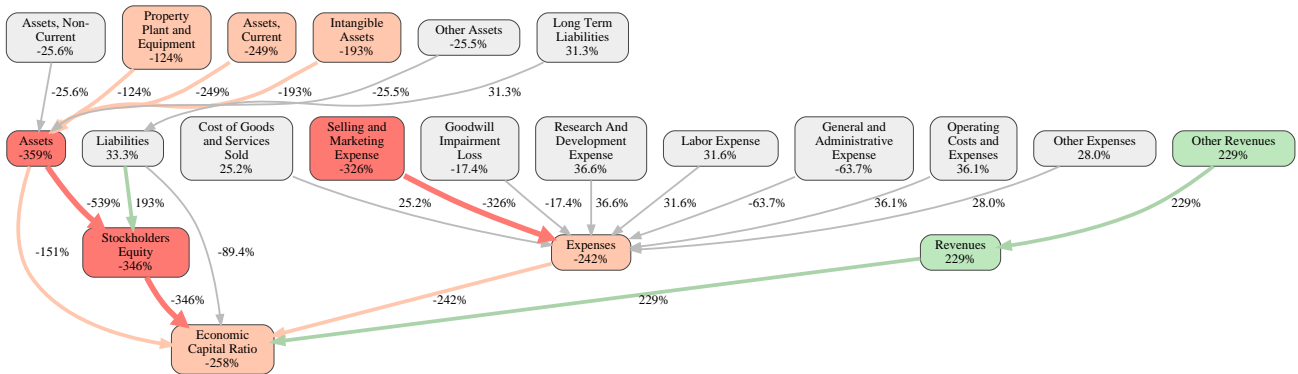 Assets, Non-
Current
-25.6%
Property
Plant and
Equipment
-124%
Assets,
Current
-249%
Intangible
Assets
-193%
Other Assets
-25.5%
Long Term
Liabilities
31.3%
-25.6%
-124%
-249%
-193%
-25.5%
31.3%
Assets
-359%
Liabilities
33.3%
Cost of Goods
and Services
Sold
25.2%
Selling and
Marketing
Expense
-326%
Goodwill
Impairment
Loss
-17.4%
Research And
Development
Expense
36.6%
Labor Expense
31.6%
General and
Administrative
Expense
-63.7%
Operating
Costs and
Expenses
36.1%
Other Expenses
28.0%
Other Revenues
229%
-539%
193%
25.2%
-326%
-17.4%
36.6%
31.6%
-63.7%
36.1%
28.0%
229%
Stockholders
Equity
-346%
Expenses
-242%
Revenues
229%
-151%
-89.4%
-346%
-242%
229%
Economic
Capital Ratio
-258%